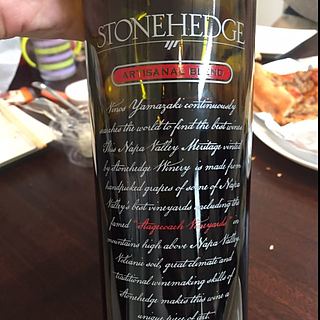 STONEHEDGE
ARTISANAL BLEND
Ninos Yamazaki continuously
searches the world to find the best wines.
This Napa Valley Meritage vinted
by Stonehedge Winery is made from
handpicked grapes of some of Napa
Valley's best vineyards including the
famed "Stagecoach Vineyard" in
mountains high above Napa Valley.
Volcanic soil, great climate and
traditional winemaking skills of
Stonehedge makes this wine a
unique piece of art.